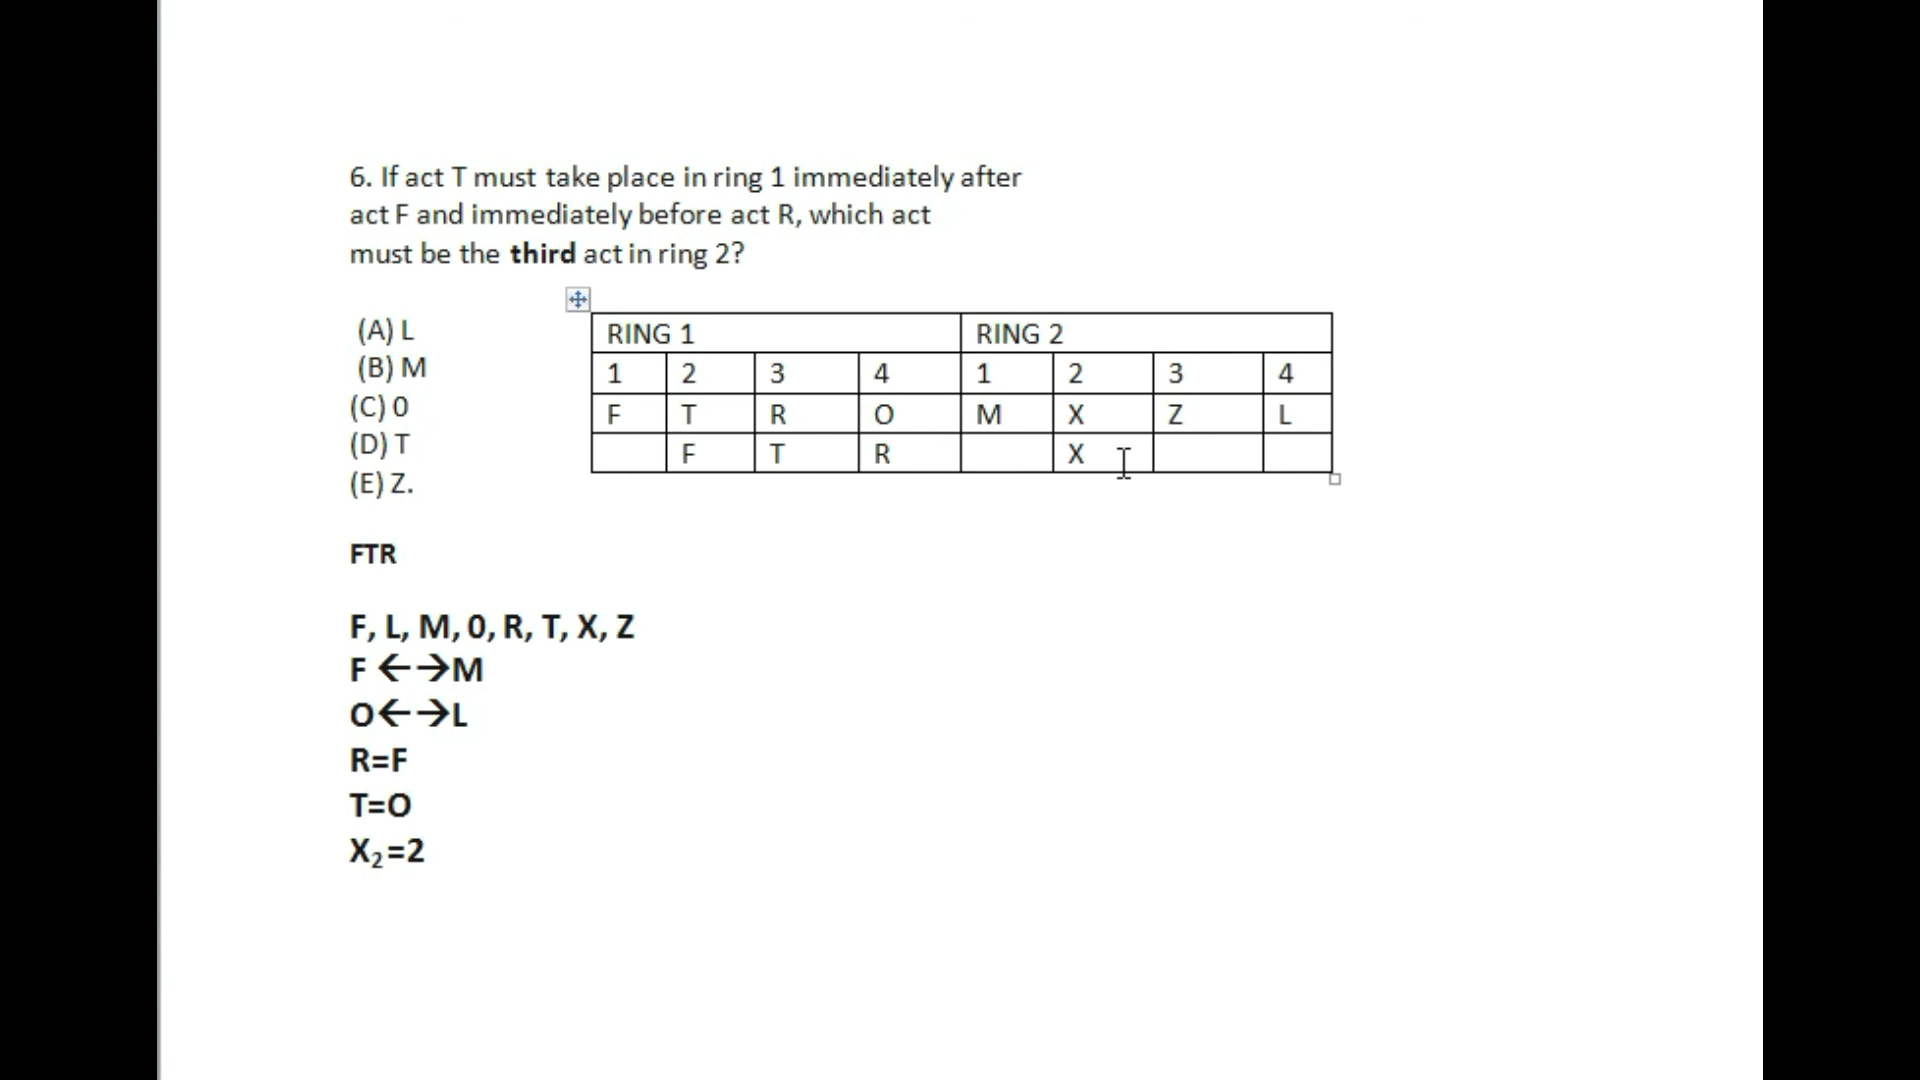 6. If act T must take place in ring 1 immediately after
act F and immediately before act R, which act
must be the third act in ring 2?
(A) L
(B) M
(C) 0
(D) T
(E) Z.
RING 1 RING 2
1 2 3 4 1 2 3 4
F T R O M X Z L
F T R X
FTR
F, L, M, 0, R, T, X, Z
F ←→M
O←→L
R=F
T=O
X₂=2